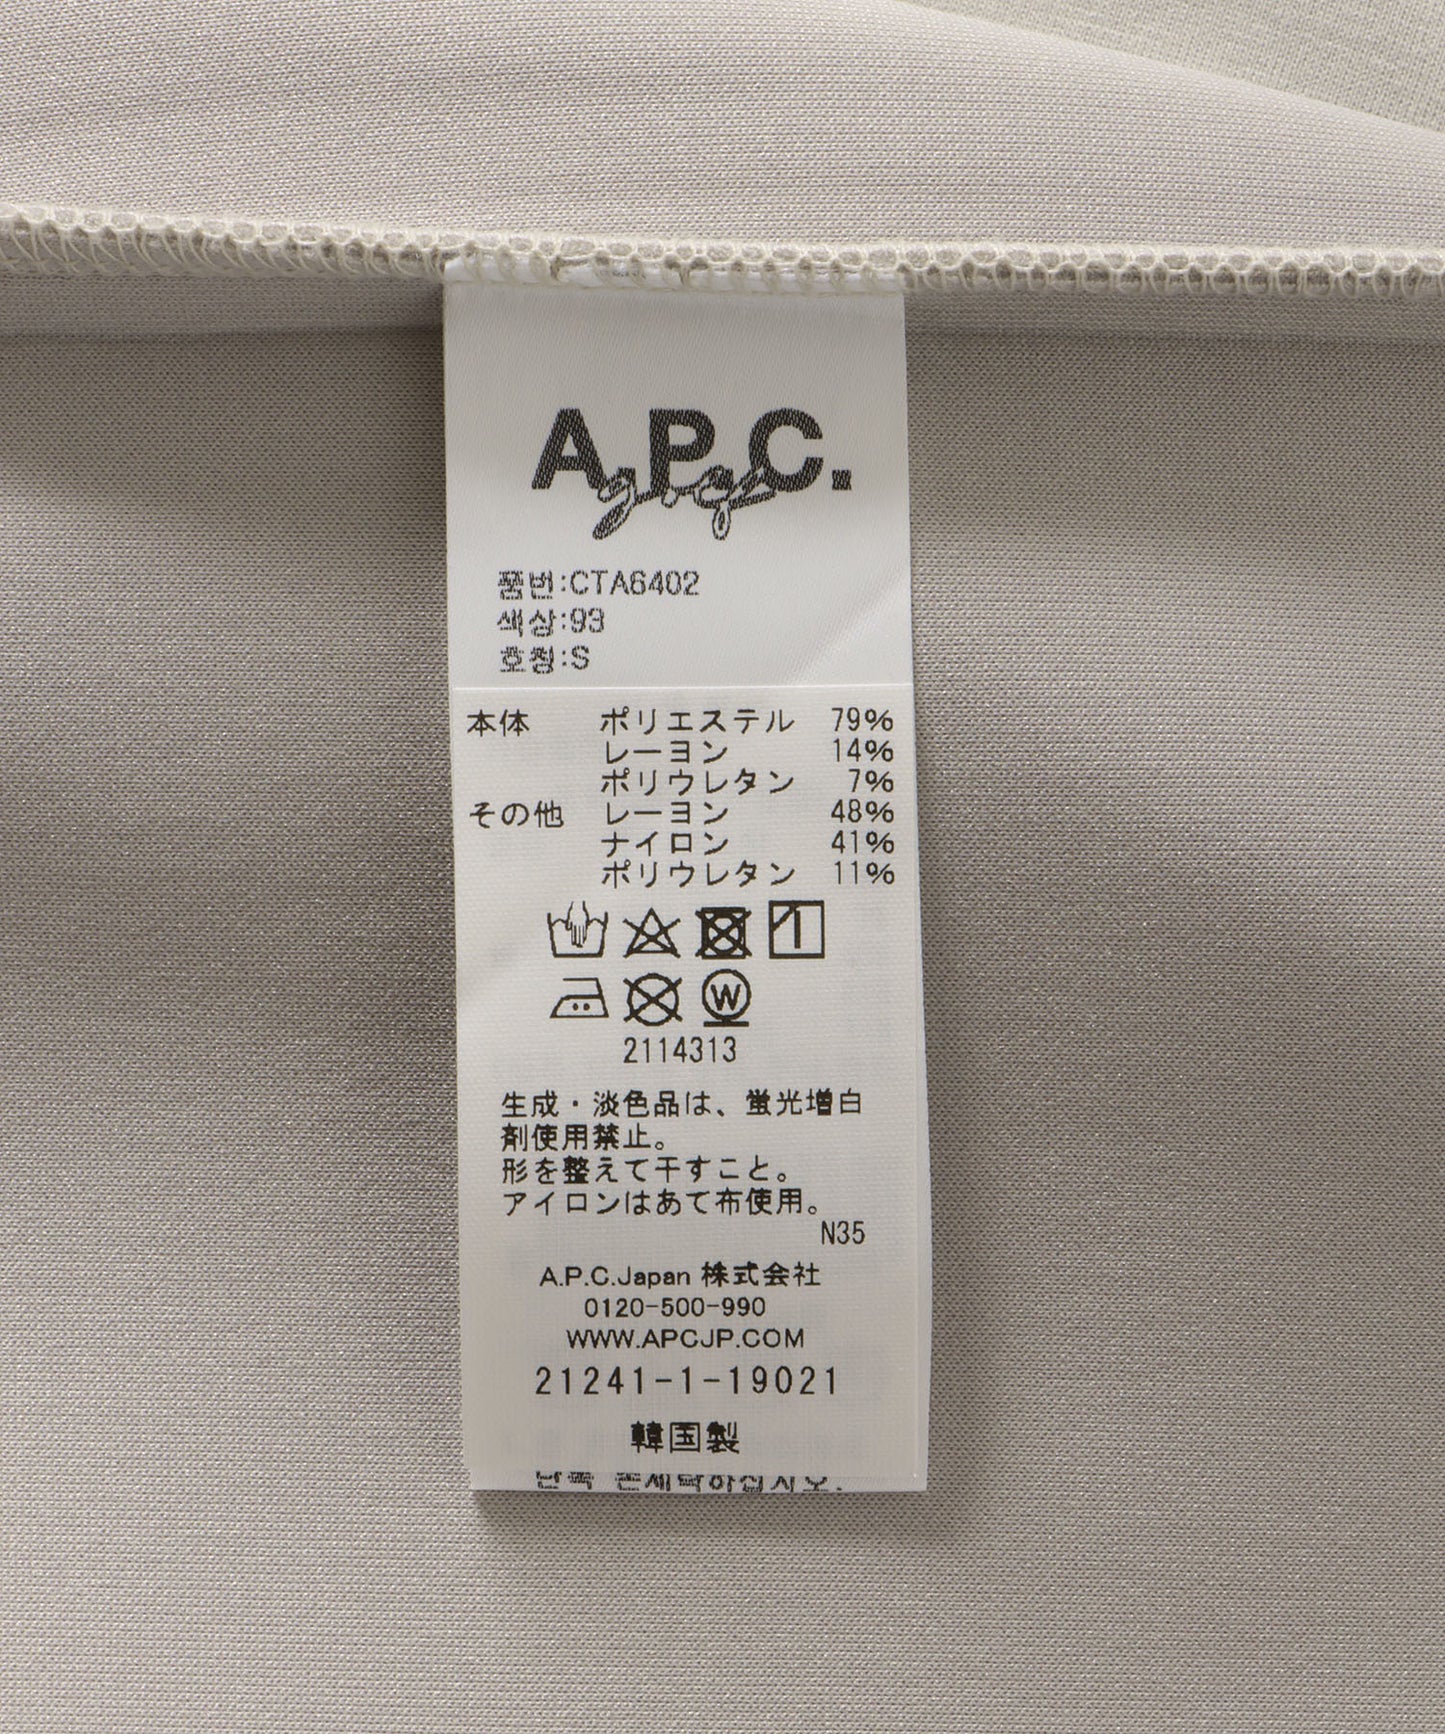 A.P.C.
품번:CTA6402
색상:93
호칭:S
本体 ポリエステル 79%
レーヨン 14%
ポリウレタン 7%
その他 レーヨン 48%
ナイロン 41%
ポリウレタン 11%
W
2114313
生成・淡色品は、蛍光増白
剤使用禁止。
形を整えて干すこと。
アイロンはあて布使用。
N35
A.P.C.Japan 株式会社
0120-500-990
WWW.APCJP.COM
21241-1-19021
韓国製